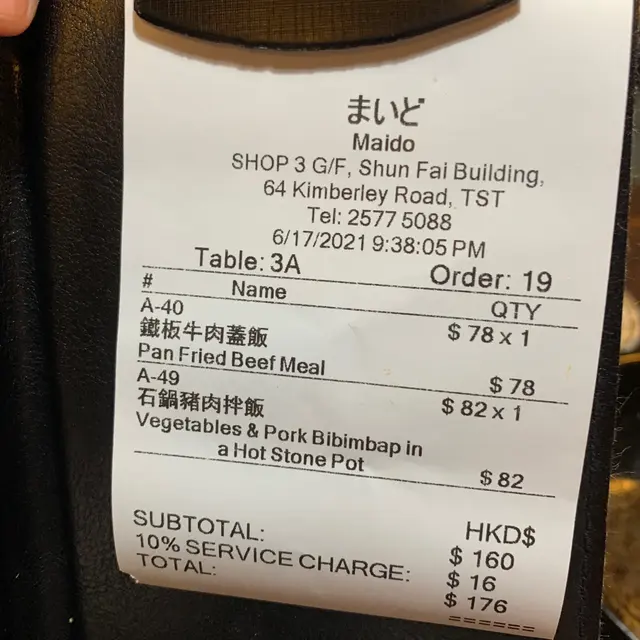 まいど
Maido
SHOP 3 G/F, Shun Fai Building,
64 Kimberley Road, TST
Tel: 2577 5088
6/17/2021 9:38:05 PM
Table: 3A Order: 19
# Name QTY
A-40 $ 78 x 1
鐵板牛肉蓋飯
Pan Fried Beef Meal $ 78
A-49 $ 82 x 1
石鍋豬肉拌飯
Vegetables & Pork Bibimbap in
a Hot Stone Pot $ 82
HKD$
SUBTOTAL: $ 160
10% SERVICE CHARGE: $ 16
TOTAL: $ 176
======